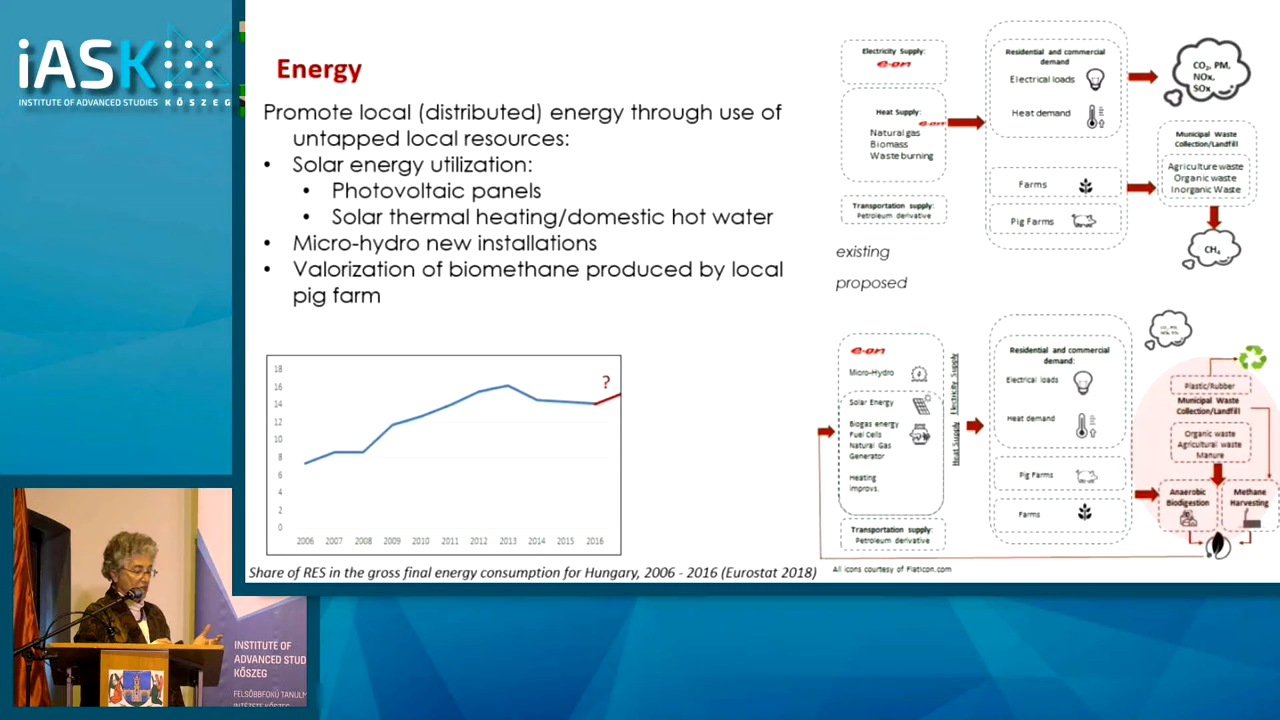 iASK
INSTITUTE OF ADVANCED STUDIES KŐSZEG
Energy
Promote local (distributed) energy through use of
untapped local resources:
• Solar energy utilization:
• Photovoltaic panels
• Solar thermal heating/domestic hot water
• Micro-hydro new installations
• Valorization of biomethane produced by local
pig farm
18
16
14
12
10
8
6
4
2
0
?
2006 2007 2008 2009 2010 2011 2012 2013 2014 2015 2016
Share of RES in the gross final energy consumption for Hungary, 2006 - 2016 (Eurostat 2018)
Electricity Supply:
e-on
Heat Supply:
e-on
Natural gas
Biomass
Waste burning
Transportation supply:
Petroleum derivative
Residential and commercial
demand
Electrical loads
Heat demand
Farms
Pig Farms
CO₂, PM,
NOx,
SOx
Municipal Waste
Collection/Landfill
Agriculture waste
Organic waste
Inorganic Waste
CH₄
existing
proposed
e-on
Micro-Hydro
Solar Energy
Biogas energy
Fuel Cells
Natural Gas
Generator
Heating
improvs.
Transportation supply:
Petroleum derivative
Electricity Supply
Heat Supply
Residential and commercial
demand:
Electrical loads
Heat demand
Pig Farms
Farms
Plastic/Rubber
Municipal Waste
Collection/Landfill
Organic waste
Agricultural waste
Manure
Anaerobic
Biodigestion
Methane
Harvesting
All icons courtesy of Flaticon.com
INSTITUTE OF
ADVANCED STUD
KŐSZEG
FELSŐBBFOKÚ TANULM
INTÉZETE KŐSZEG